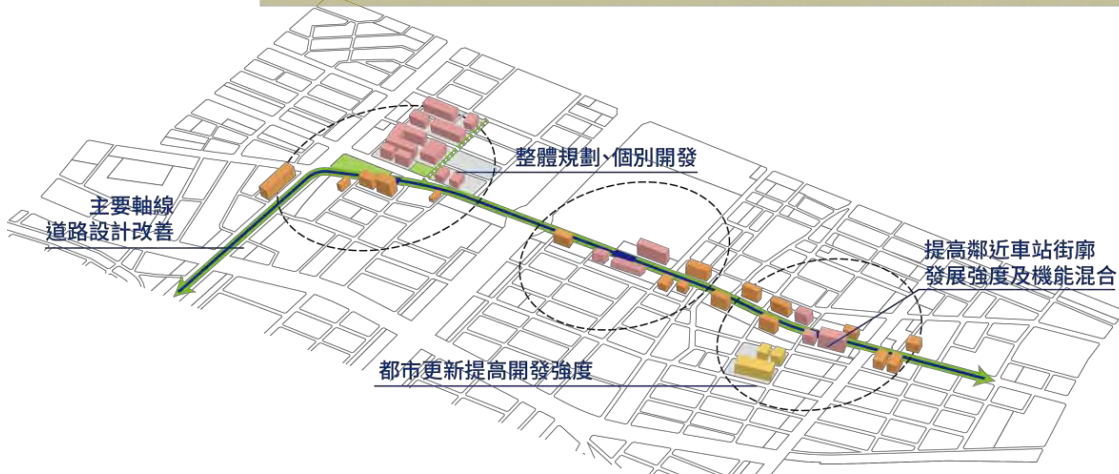 整體規劃、個別開發
主要軸線
道路設計改善
提高鄰近車站街廓
發展強度及機能混合
都市更新提高開發強度